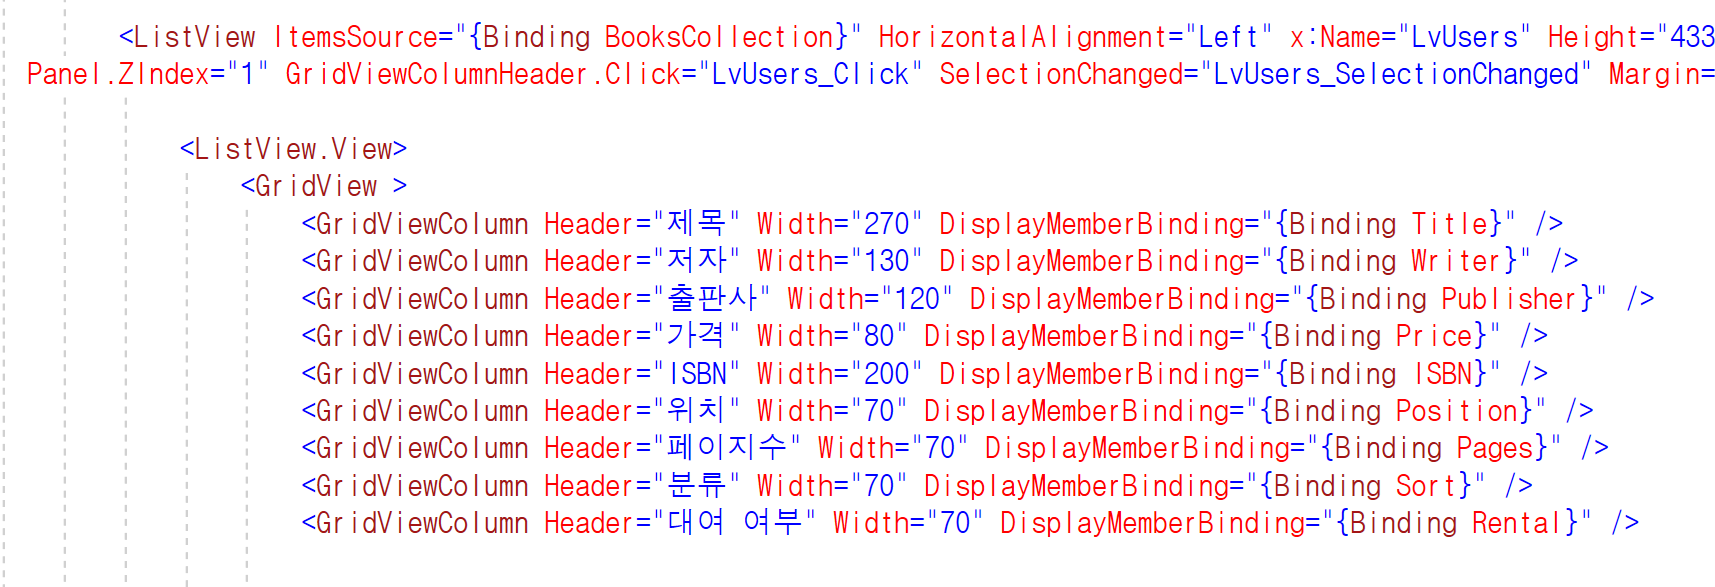 <ListView ItemsSource="{Binding BooksCollection}" HorizontalAlignment="Left" x:Name="LvUsers" Height="433
Panel.ZIndex="1" GridViewColumnHeader.Click="LvUsers_Click" SelectionChanged="LvUsers_SelectionChanged" Margin=
<ListView.View>
<GridView >
<GridViewColumn Header="제목" Width="270" DisplayMemberBinding="{Binding Title}" />
<GridViewColumn Header="저자" Width="130" DisplayMemberBinding="{Binding Writer}" />
<GridViewColumn Header="출판사" Width="120" DisplayMemberBinding="{Binding Publisher}" />
<GridViewColumn Header="가격" Width="80" DisplayMemberBinding="{Binding Price}" />
<GridViewColumn Header="ISBN" Width="200" DisplayMemberBinding="{Binding ISBN}" />
<GridViewColumn Header="위치" Width="70" DisplayMemberBinding="{Binding Position}" />
<GridViewColumn Header="페이지수" Width="70" DisplayMemberBinding="{Binding Pages}" />
<GridViewColumn Header="분류" Width="70" DisplayMemberBinding="{Binding Sort}" />
<GridViewColumn Header="대여 여부" Width="70" DisplayMemberBinding="{Binding Rental}" />